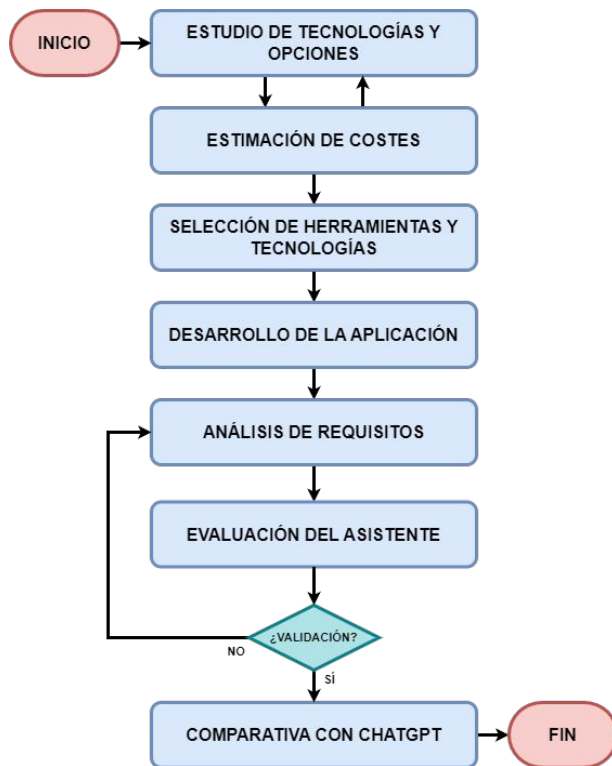 INICIO
ESTUDIO DE TECNOLOGÍAS Y
OPCIONES
ESTIMACIÓN DE COSTES
SELECCIÓN DE HERRAMIENTAS Y
TECNOLOGÍAS
DESARROLLO DE LA APLICACIÓN
ANÁLISIS DE REQUISITOS
EVALUACIÓN DEL ASISTENTE
¿VALIDACIÓN?
NO
SÍ
COMPARATIVA CON CHATGPT
FIN